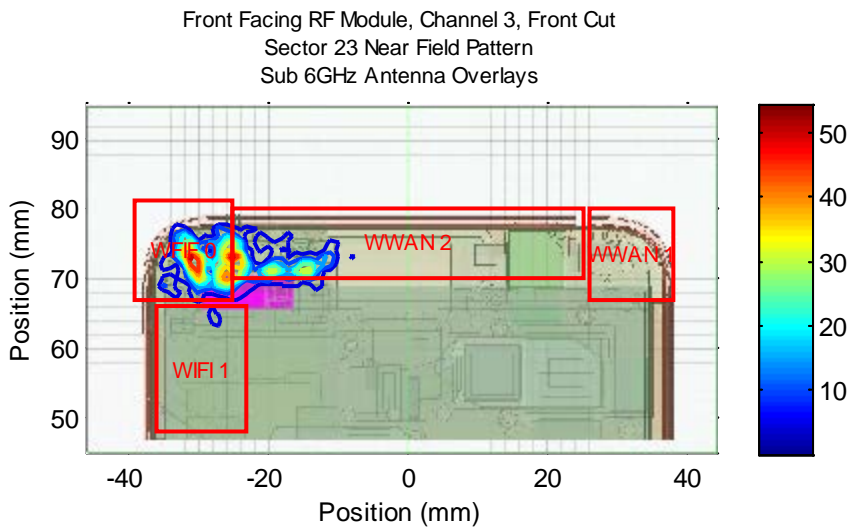 Front Facing RF Module, Channel 3, Front Cut
Sector 23 Near Field Pattern
Sub 6GHz Antenna Overlays
Position (mm)
90
80
70
60
50
WIFI 0
WWAN 2
WWAN 1
WIFI 1
-40
-20
0
20
40
Position (mm)
50
40
30
20
10